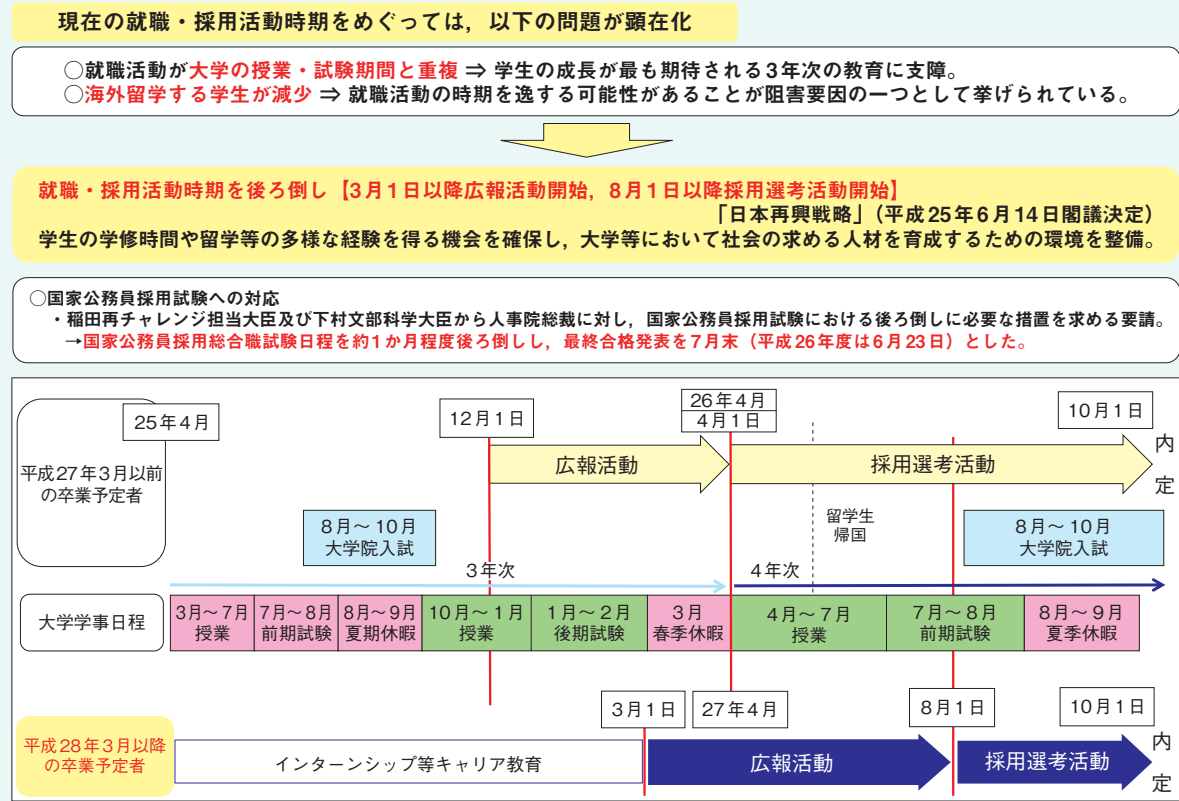 現在の就職・採用活動時期をめぐっては，以下の問題が顕在化
○就職活動が大学の授業・試験期間と重複 ⇒ 学生の成長が最も期待される3年次の教育に支障。
○海外留学する学生が減少 ⇒ 就職活動の時期を逸する可能性があることが阻害要因の一つとして挙げられている。
就職・採用活動時期を後ろ倒し【3月1日以降広報活動開始，8月1日以降採用選考活動開始】
「日本再興戦略」（平成25年6月14日閣議決定）
学生の学修時間や留学等の多様な経験を得る機会を確保し，大学等において社会の求める人材を育成するための環境を整備。
○国家公務員採用試験への対応
・稲田再チャレンジ担当大臣及び下村文部科学大臣から人事院総裁に対し，国家公務員採用試験における後ろ倒しに必要な措置を求める要請。
→国家公務員採用総合職試験日程を約1か月程度後ろ倒しし，最終合格発表を7月末（平成26年度は6月23日）とした。
平成27年3月以前
の卒業予定者
25年4月
12月1日
26年4月
4月1日
10月1日
広報活動
採用選考活動
内
定
8月～10月
大学院入試
留学生
帰国
8月～10月
大学院入試
3年次
4年次
大学学事日程
3月～7月
授業
7月～8月
前期試験
8月～9月
夏期休暇
10月～1月
授業
1月～2月
後期試験
3月
春季休暇
4月～7月
授業
7月～8月
前期試験
8月～9月
夏季休暇
3月1日
27年4月
8月1日
10月1日
平成28年3月以降
の卒業予定者
インターンシップ等キャリア教育
広報活動
採用選考活動
内
定